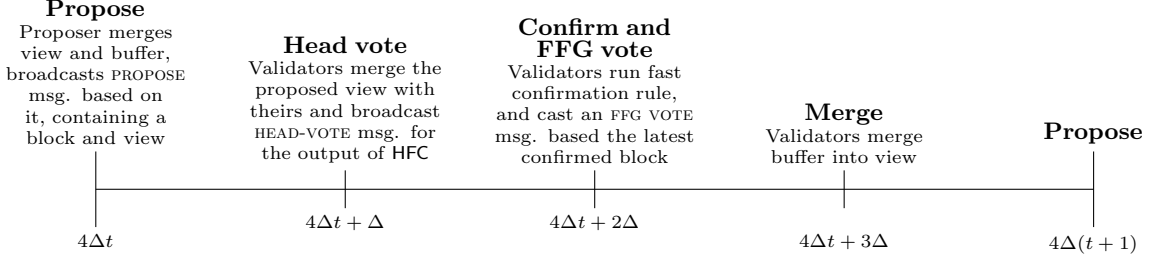 Propose
Proposer merges
view and buffer,
broadcasts PROPOSE
msg. based on
it, containing a
block and view
4Δt
Head vote
Validators merge the
proposed view with
theirs and broadcast
HEAD-VOTE msg. for
the output of HFC
4Δt + Δ
Confirm and
FFG vote
Validators run fast
confirmation rule,
and cast an FFG VOTE
msg. based the latest
confirmed block
4Δt + 2Δ
Merge
Validators merge
buffer into view
4Δt + 3Δ
Propose
4Δ(t + 1)